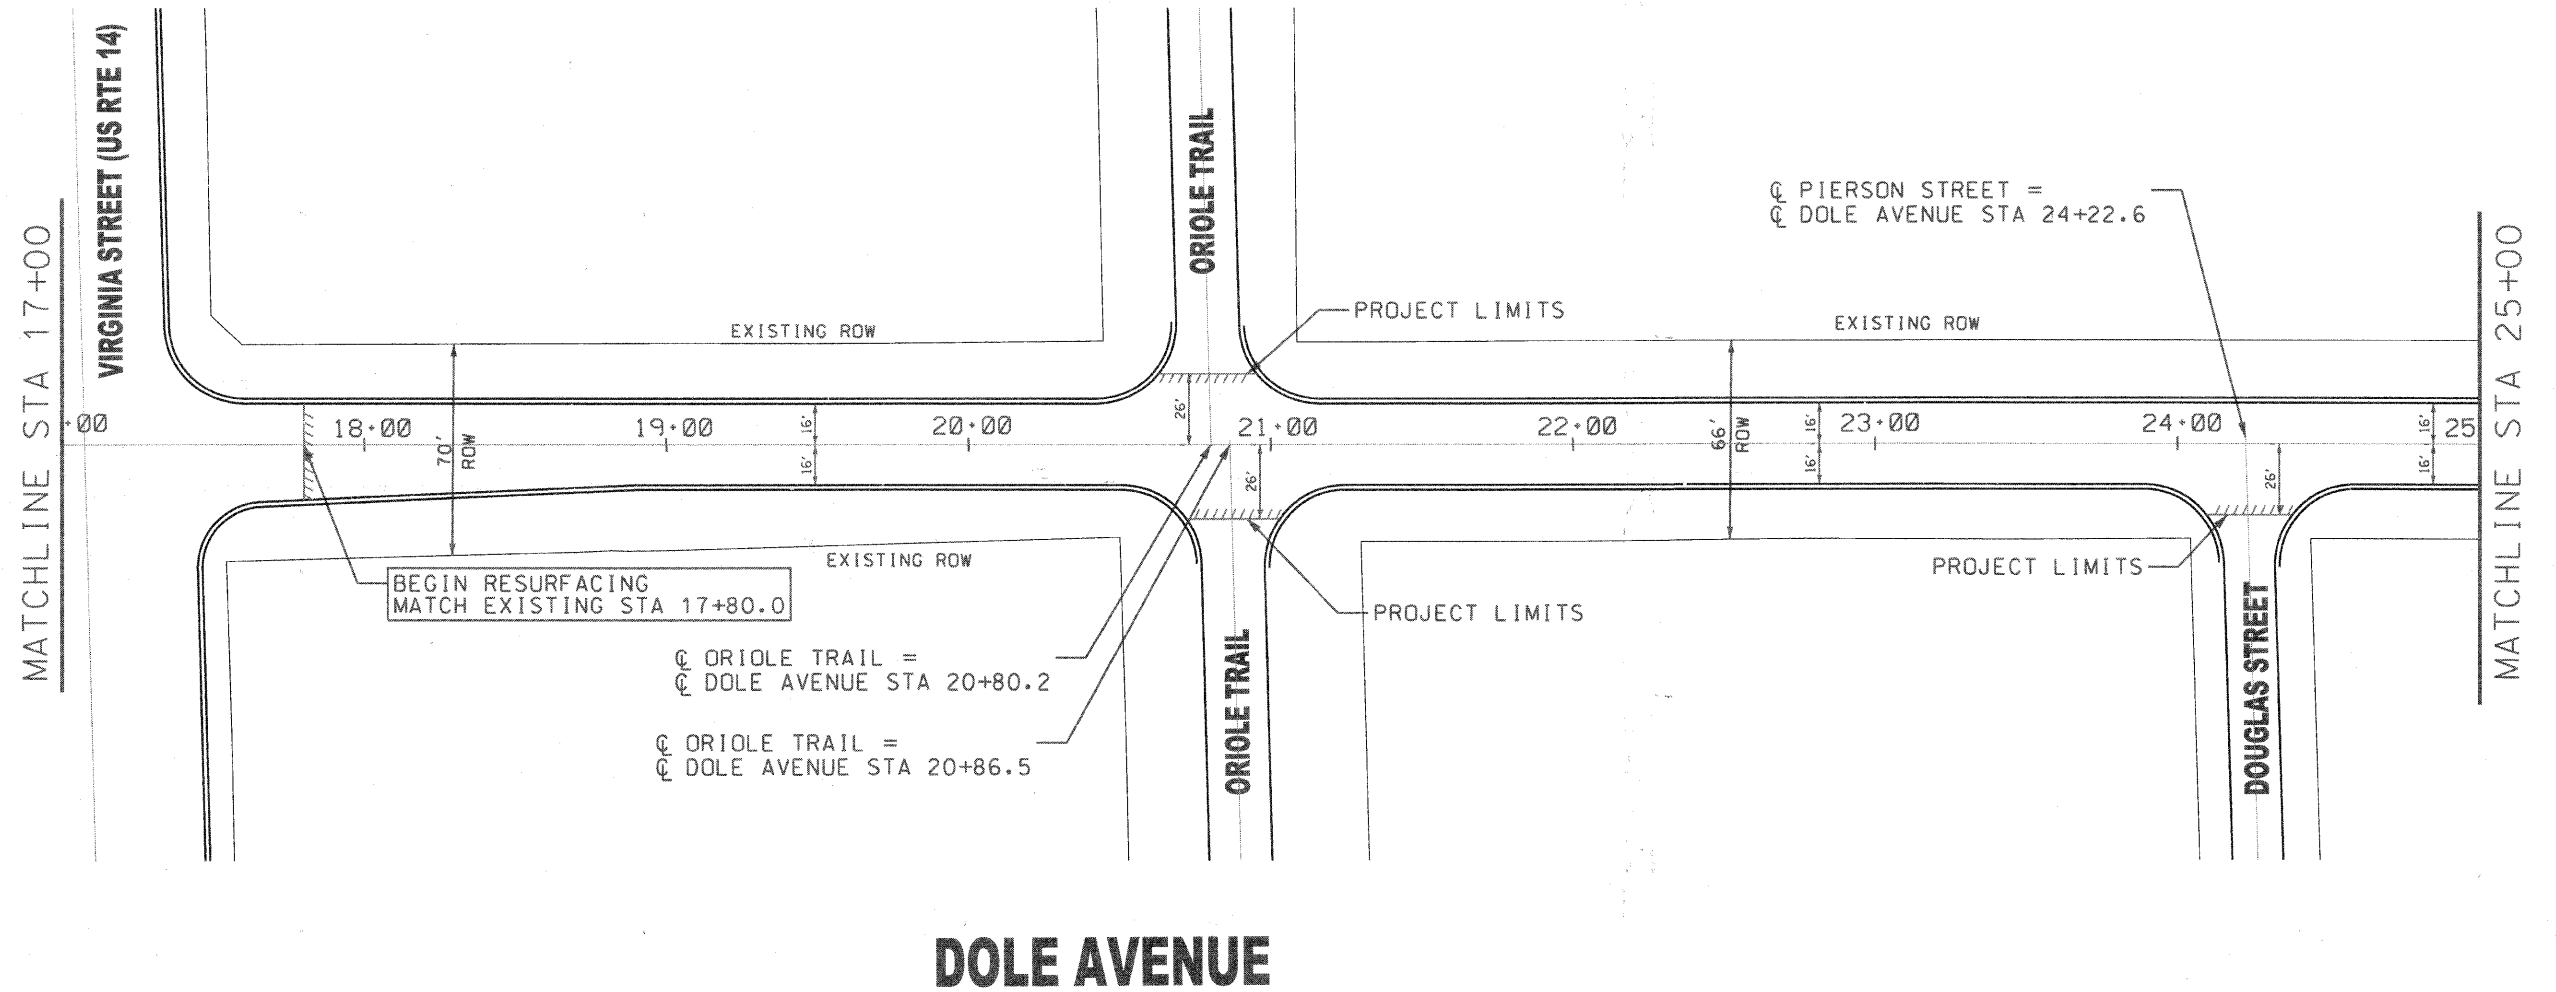 MATCHLINE STA 17+00
VIRGINIA STREET (US RTE 14)
ORIOLE TRAIL
℄ PIERSON STREET =
℄ DOLE AVENUE STA 24+22.6
MATCHLINE STA 25+00
PROJECT LIMITS
EXISTING ROW
EXISTING ROW
+00
18+00
19+00
20+00
21+00
22+00
23+00
24+00
25
70' ROW
16'
16'
26'
26'
66' ROW
16'
16'
26'
16'
16'
EXISTING ROW
BEGIN RESURFACING
MATCH EXISTING STA 17+80.0
PROJECT LIMITS
PROJECT LIMITS
℄ ORIOLE TRAIL =
℄ DOLE AVENUE STA 20+80.2
℄ ORIOLE TRAIL =
℄ DOLE AVENUE STA 20+86.5
ORIOLE TRAIL
DOUGLAS STREET
DOLE AVENUE